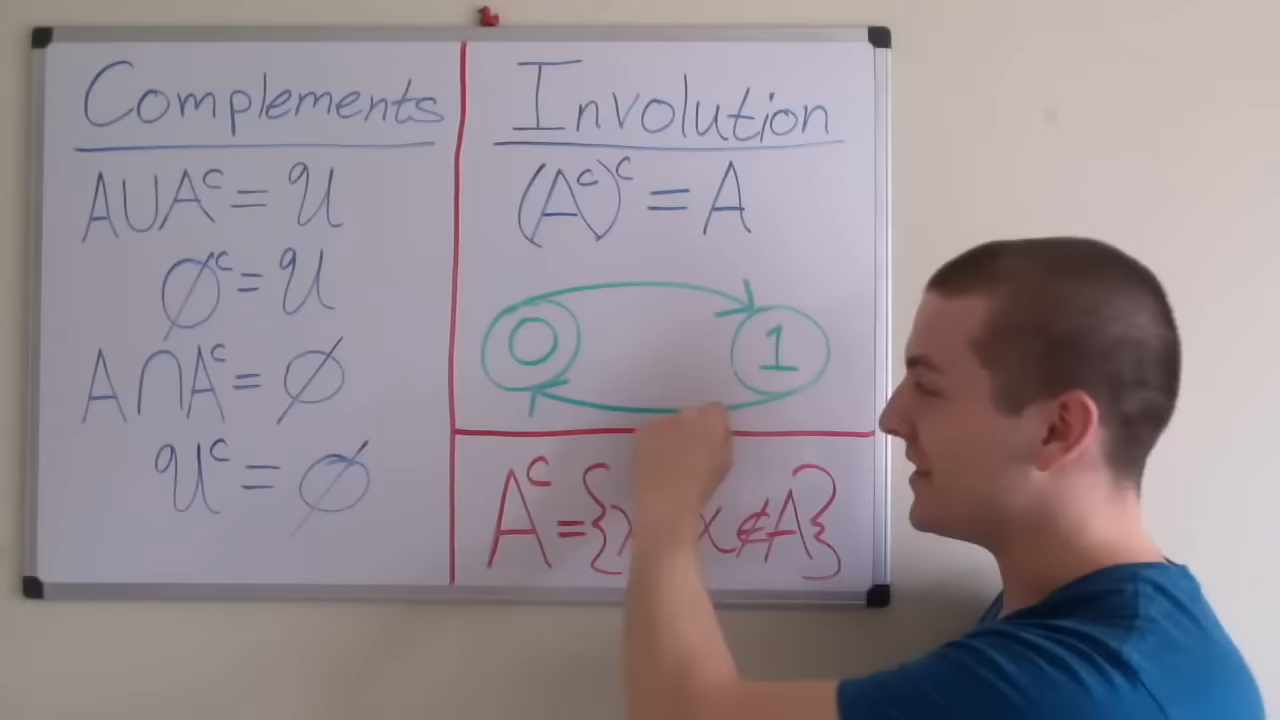 Complements
A∪Aᶜ = 𝒰
∅ᶜ = 𝒰
A∩Aᶜ = ∅
𝒰ᶜ = ∅
Involution
(Aᶜ)ᶜ = A
0 1
Aᶜ = {x x ∉ A}